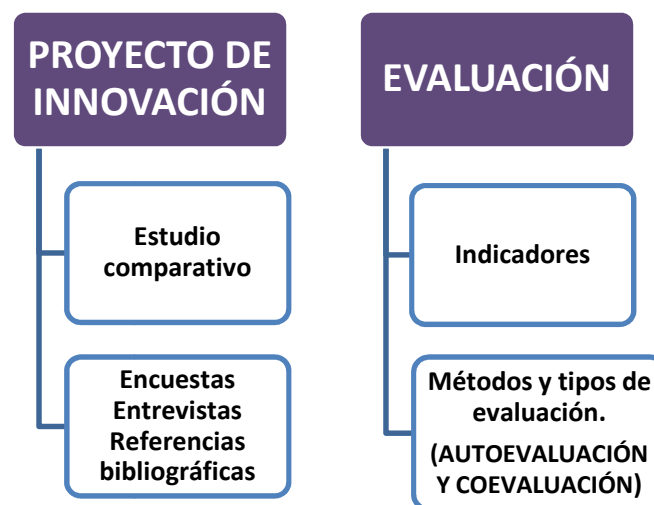 PROYECTO DE
INNOVACIÓN
Estudio
comparativo
Encuestas
Entrevistas
Referencias
bibliográficas
EVALUACIÓN
Indicadores
Métodos y tipos de
evaluación.
(AUTOEVALUACIÓN
Y COEVALUACIÓN)